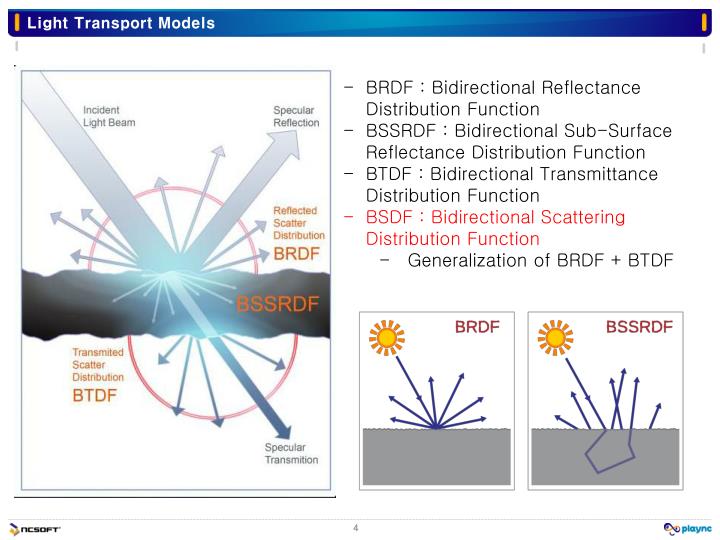 Light Transport Models
Incident
Light Beam
Specular
Reflection
Reflected
Scatter
Distribution
BRDF
BSSRDF
Transmited
Scatter
Distribution
BTDF
Specular
Transmition
- BRDF : Bidirectional Reflectance
Distribution Function
- BSSRDF : Bidirectional Sub-Surface
Reflectance Distribution Function
- BTDF : Bidirectional Transmittance
Distribution Function
- BSDF : Bidirectional Scattering
Distribution Function
- Generalization of BRDF + BTDF
BRDF
BSSRDF
NCSOFT
4
plaync